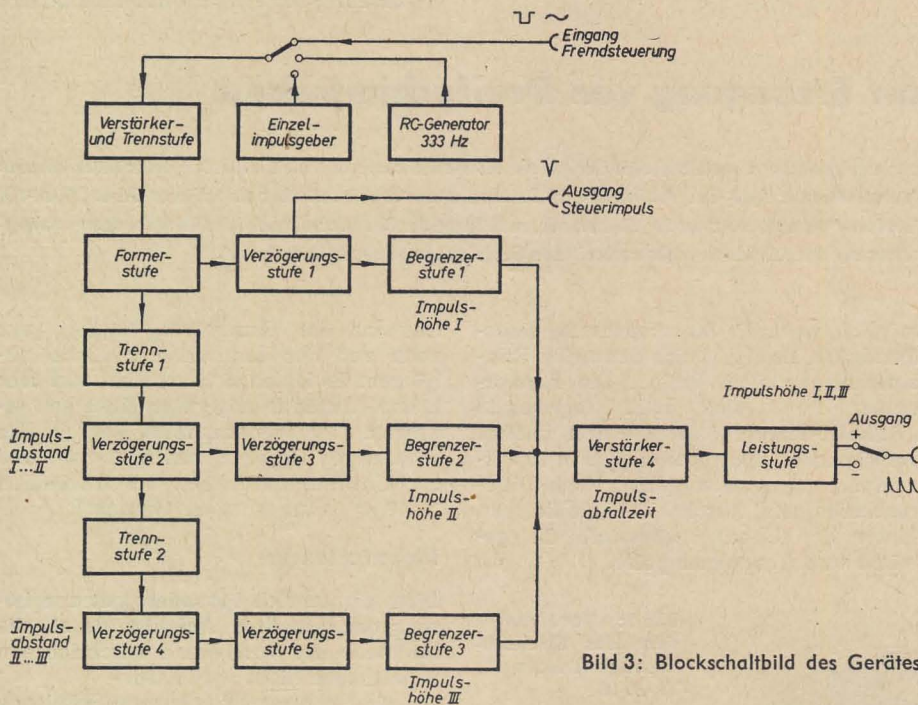 Eingang
Fremdsteuerung
Verstärker-
und Trennstufe
Einzel-
impulsgeber
RC-Generator
333 Hz
Ausgang
Steuerimpuls
Former-
stufe
Verzögerungs-
stufe 1
Begrenzer-
stufe 1
Impuls-
höhe I
Trenn-
stufe 1
Impulshöhe I, II, III
Ausgang
Impuls-
abstand
I...II
Verzögerungs-
stufe 2
Verzögerungs-
stufe 3
Begrenzer-
stufe 2
Impuls-
höhe II
Verstärker-
stufe 4
Impuls-
abfallzeit
Leistungs-
stufe
+
−
Trenn-
stufe 2
Impuls-
abstand
II...III
Verzögerungs-
stufe 4
Verzögerungs-
stufe 5
Begrenzer-
stufe 3
Impuls-
höhe III
Bild 3: Blockschaltbild des Gerätes